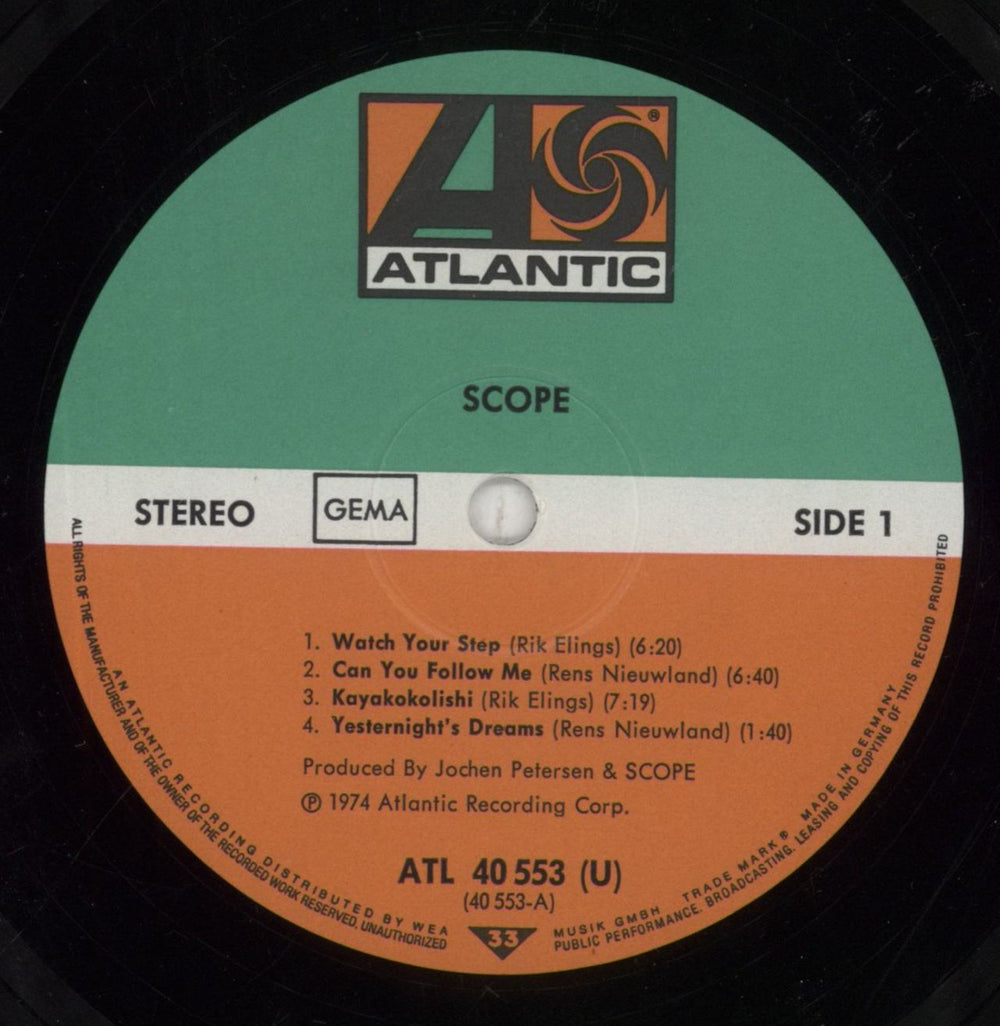 ®
ATLANTIC
SCOPE
STEREO
GEMA
SIDE 1
1. Watch Your Step (Rik Elings) (6:20)
2. Can You Follow Me (Rens Nieuwland) (6:40)
3. Kayakokolishi (Rik Elings) (7:19)
4. Yesternight's Dreams (Rens Nieuwland) (1:40)
Produced By Jochen Petersen & SCOPE
℗ 1974 Atlantic Recording Corp.
ATL 40 553 (U)
(40 553-A)
33
AN ATLANTIC RECORDING DISTRIBUTED BY WEA MUSIK GMBH TRADE MARK ® MADE IN GERMANY
ALL RIGHTS OF THE MANUFACTURER AND OF THE OWNER OF THE RECORDED WORK RESERVED, UNAUTHORIZED PUBLIC PERFORMANCE, BROADCASTING, LEASING AND COPYING OF THIS RECORD PROHIBITED